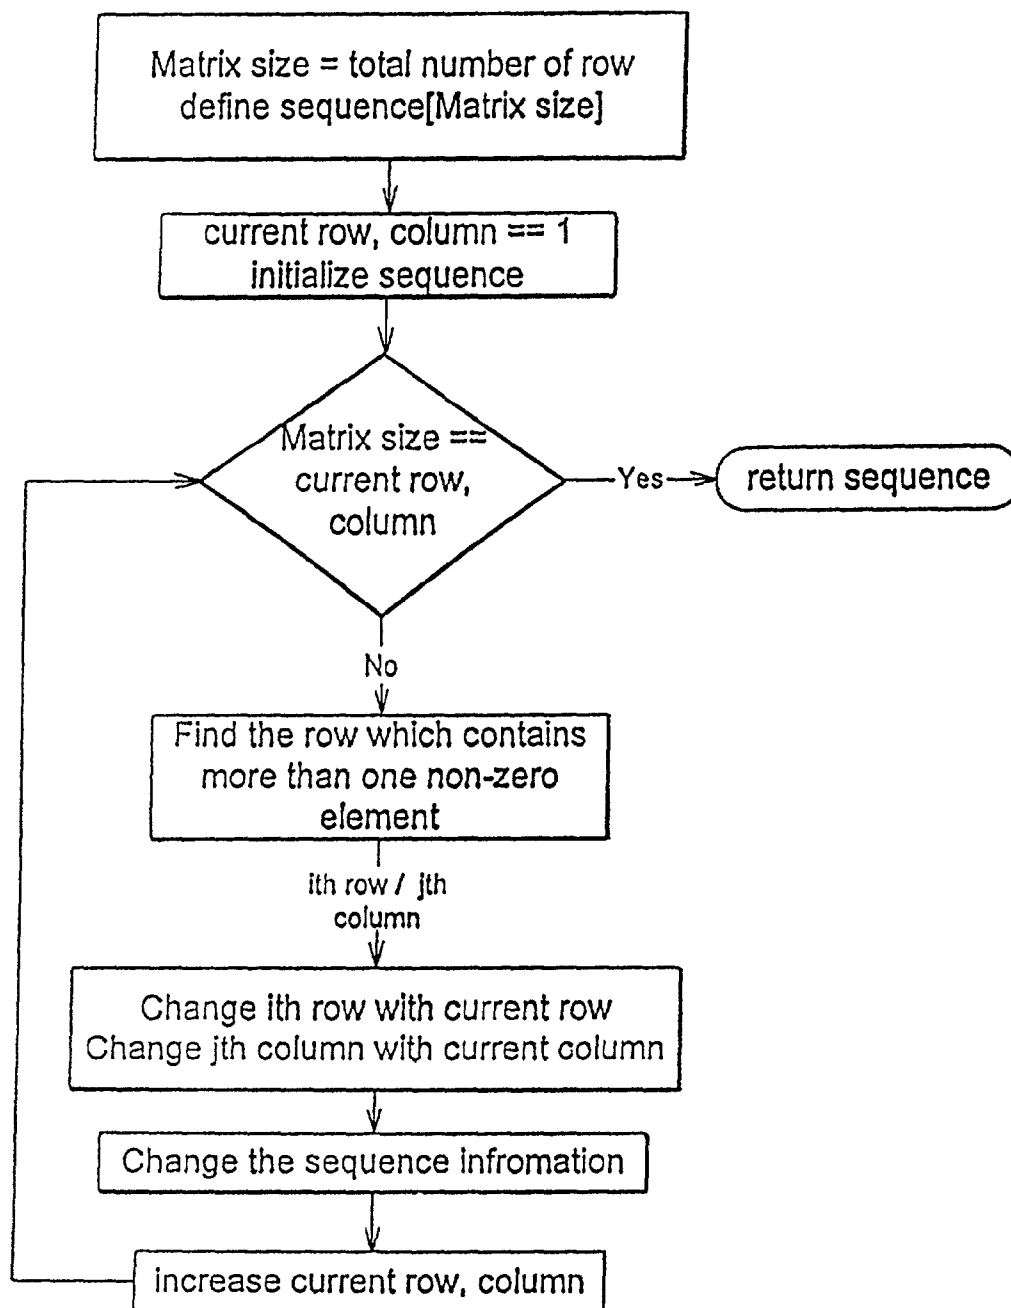 Matrix size = total number of row
define sequence[Matrix size]
current row, column == 1
initialize sequence
Matrix size ==
current row,
column
Yes
return sequence
No
Find the row which contains
more than one non-zero
element
ith row / jth
column
Change ith row with current row
Change jth column with current column
Change the sequence infromation
increase current row, column